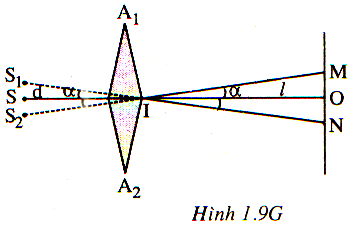 A₁
S₁ M
S d α I α l O
S₂ N
A₂
Hình 1.9G